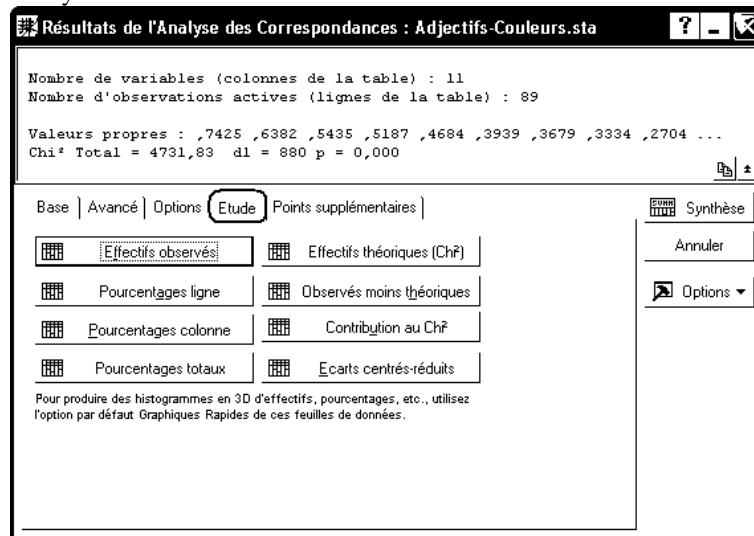 Résultats de l'Analyse des Correspondances : Adjectifs-Couleurs.sta
Nombre de variables (colonnes de la table) : 11
Nombre d'observations actives (lignes de la table) : 89
Valeurs propres : ,7425 ,6382 ,5435 ,5187 ,4684 ,3939 ,3679 ,3334 ,2704 ...
Chi² Total = 4731,83 dl = 880 p = 0,000
Base Avancé Options Etude Points supplémentaires
Synthèse
Effectifs observés Effectifs théoriques (Chi²)
Annuler
Pourcentages ligne Observés moins théoriques
Options
Pourcentages colonne Contribution au Chi²
Pourcentages totaux Ecarts centrés-réduits
Pour produire des histogrammes en 3D d'effectifs, pourcentages, etc., utilisez
l'option par défaut Graphiques Rapides de ces feuilles de données.